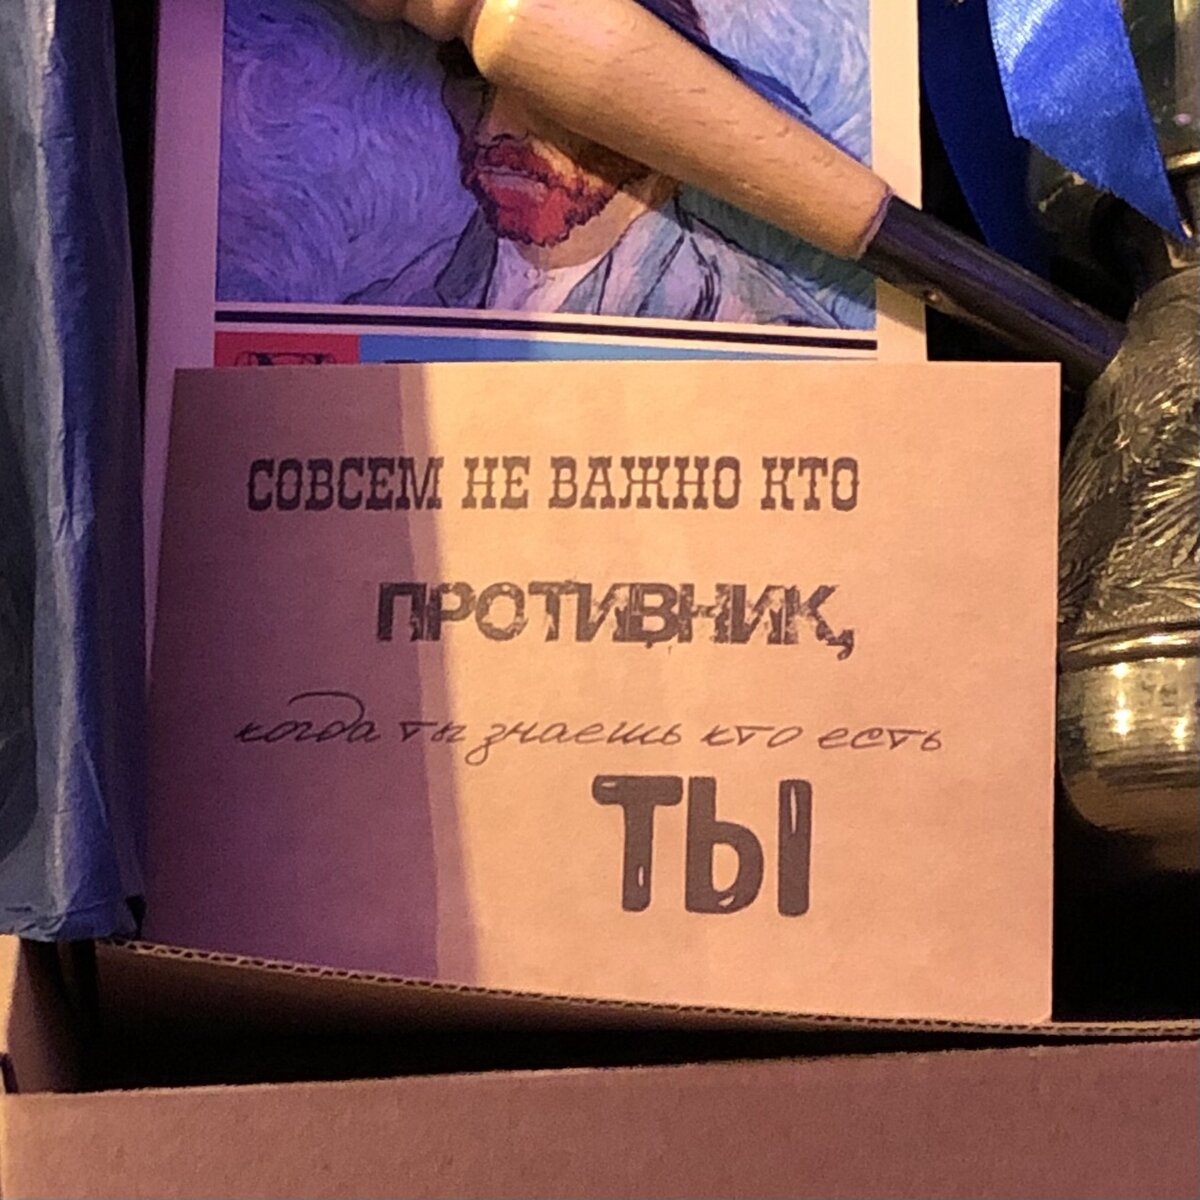 СОВСЕМ НЕ ВАЖНО КТО
ПРОТИВНИК,
когда ты знаешь кто есть
ТЫ